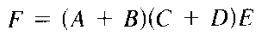 F = (A + B)(C + D)E